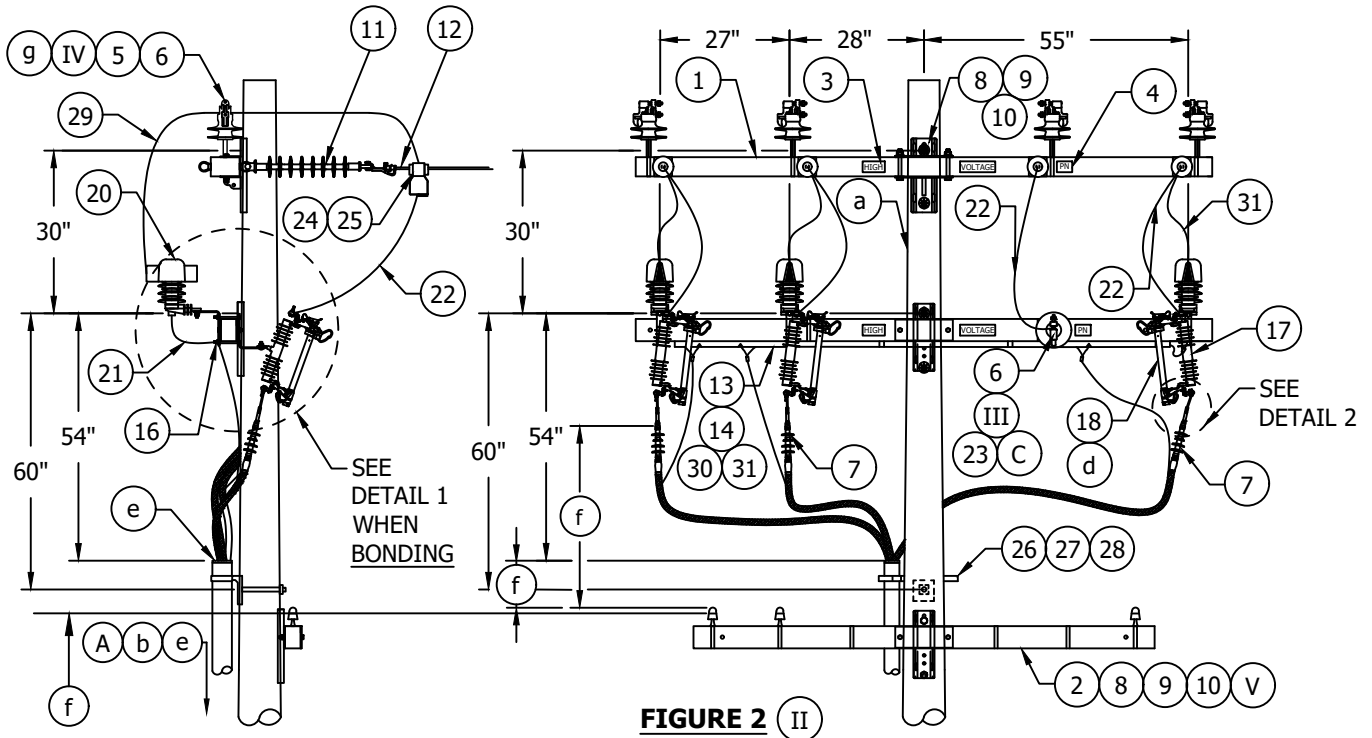 g IV 5 6
11
12
27"
28"
55"
29
1
3
8 9
10
4
20
30"
24 25
30"
a
22
31
22
22
21
16
13
14
30 31
7
6
III
23 C
18
d
17
SEE
DETAIL 2
7
54"
60"
60"
54"
SEE
DETAIL 1
WHEN
BONDING
e
f
f
26 27 28
A b e
f
2 8 9 10 V
HIGH VOLTAGE PN
HIGH VOLTAGE PN
FIGURE 2 II